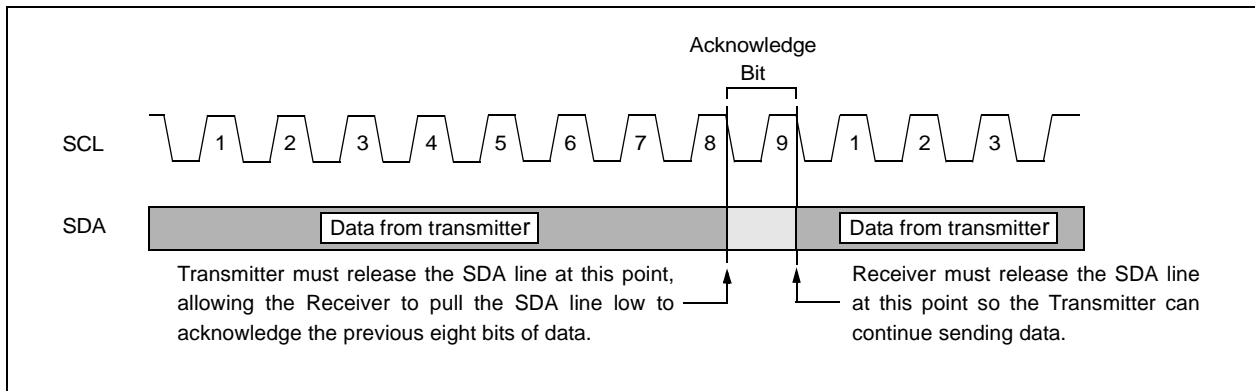 Acknowledge
Bit
SCL
1 2 3 4 5 6 7 8 9 1 2 3
SDA
Data from transmitter
Data from transmitter
Transmitter must release the SDA line at this point,
allowing the Receiver to pull the SDA line low to
acknowledge the previous eight bits of data.
Receiver must release the SDA line
at this point so the Transmitter can
continue sending data.